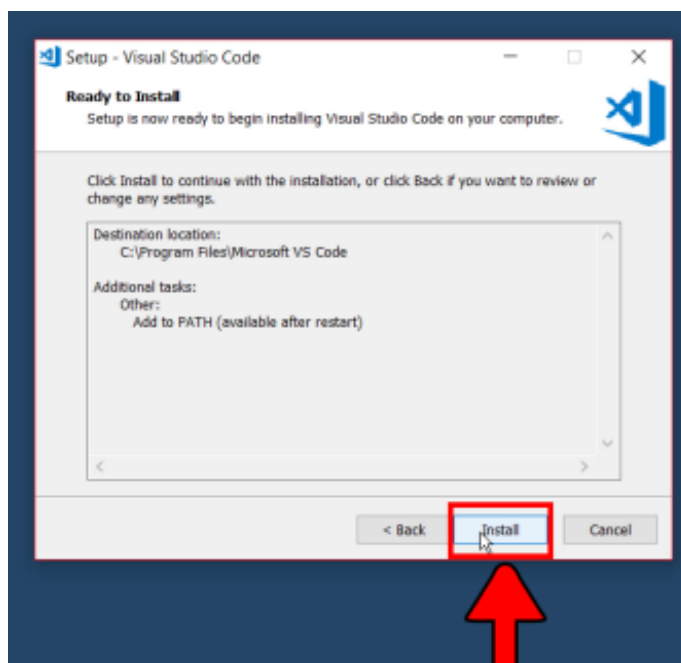 Setup - Visual Studio Code
Ready to Install
Setup is now ready to begin installing Visual Studio Code on your computer.
Click Install to continue with the installation, or click Back if you want to review or
change any settings.
Destination location:
C:\Program Files\Microsoft VS Code
Additional tasks:
Other:
Add to PATH (available after restart)
< Back
Install
Cancel